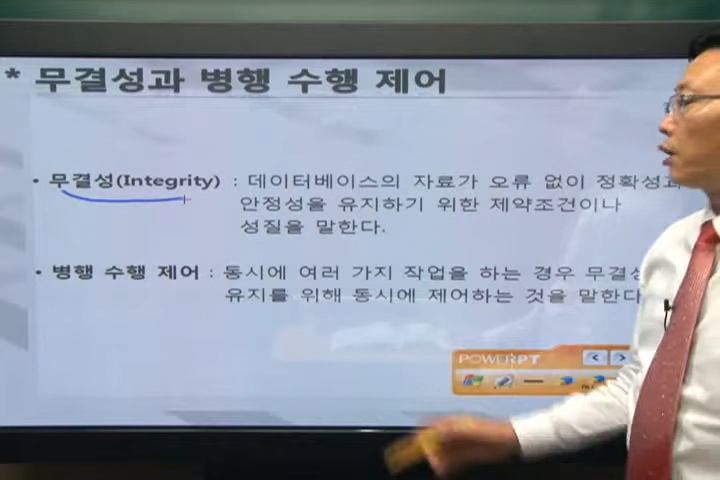 * 무결성과 병행 수행 제어
• 무결성(Integrity) : 데이터베이스의 자료가 오류 없이 정확성과
안정성을 유지하기 위한 제약조건이나
성질을 말한다.
• 병행 수행 제어 : 동시에 여러 가지 작업을 하는 경우
유지를 위해 동시에 제어하는 것을 말한다
POWERPT